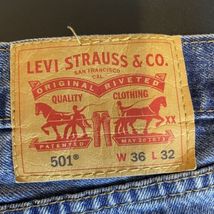 LEVI STRAUSS & CO.
SAN FRANCISCO
CAL.
ORIGINAL RIVETED
QUALITY CLOTHING
XX
PATENTED MAY 20 1873
501® W 36 L 32